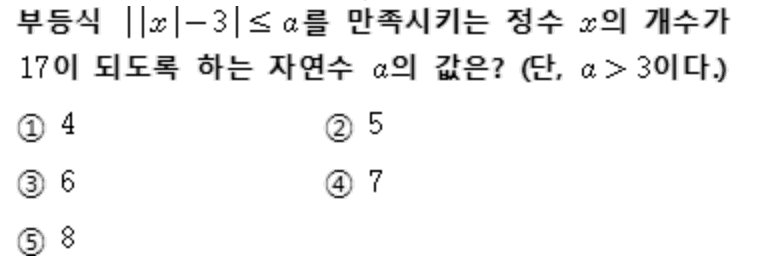 부등식 ||x|-3| ≤ a를 만족시키는 정수 x의 개수가
17이 되도록 하는 자연수 a의 값은? (단, a > 3이다.)
① 4 ② 5
③ 6 ④ 7
⑤ 8